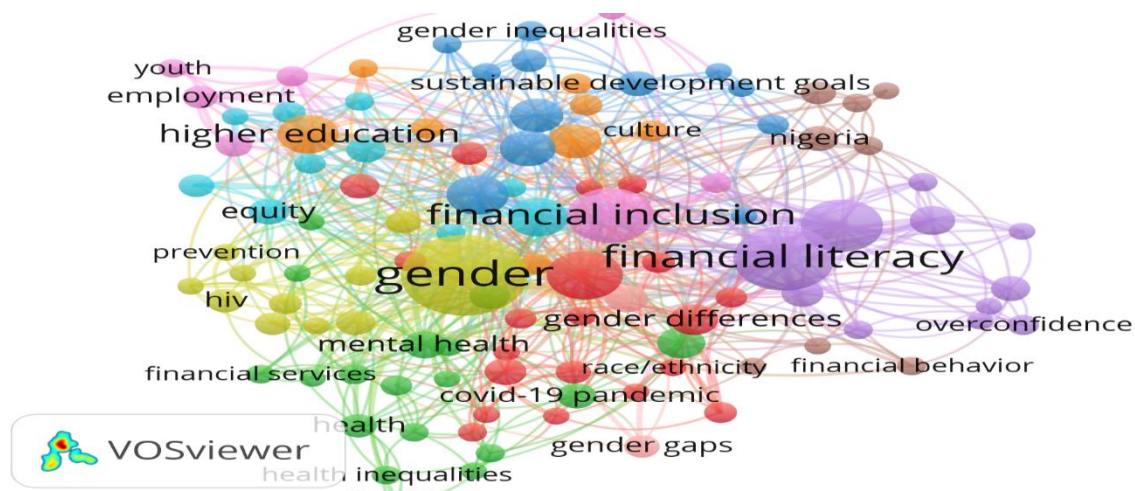 gender inequalities
youth
sustainable development goals
employment
higher education
culture
nigeria
equity
financial inclusion
prevention
financial literacy
gender
hiv
gender differences
overconfidence
mental health
financial services
race/ethnicity
financial behavior
covid-19 pandemic
health
gender gaps
VOSviewer
health inequalities